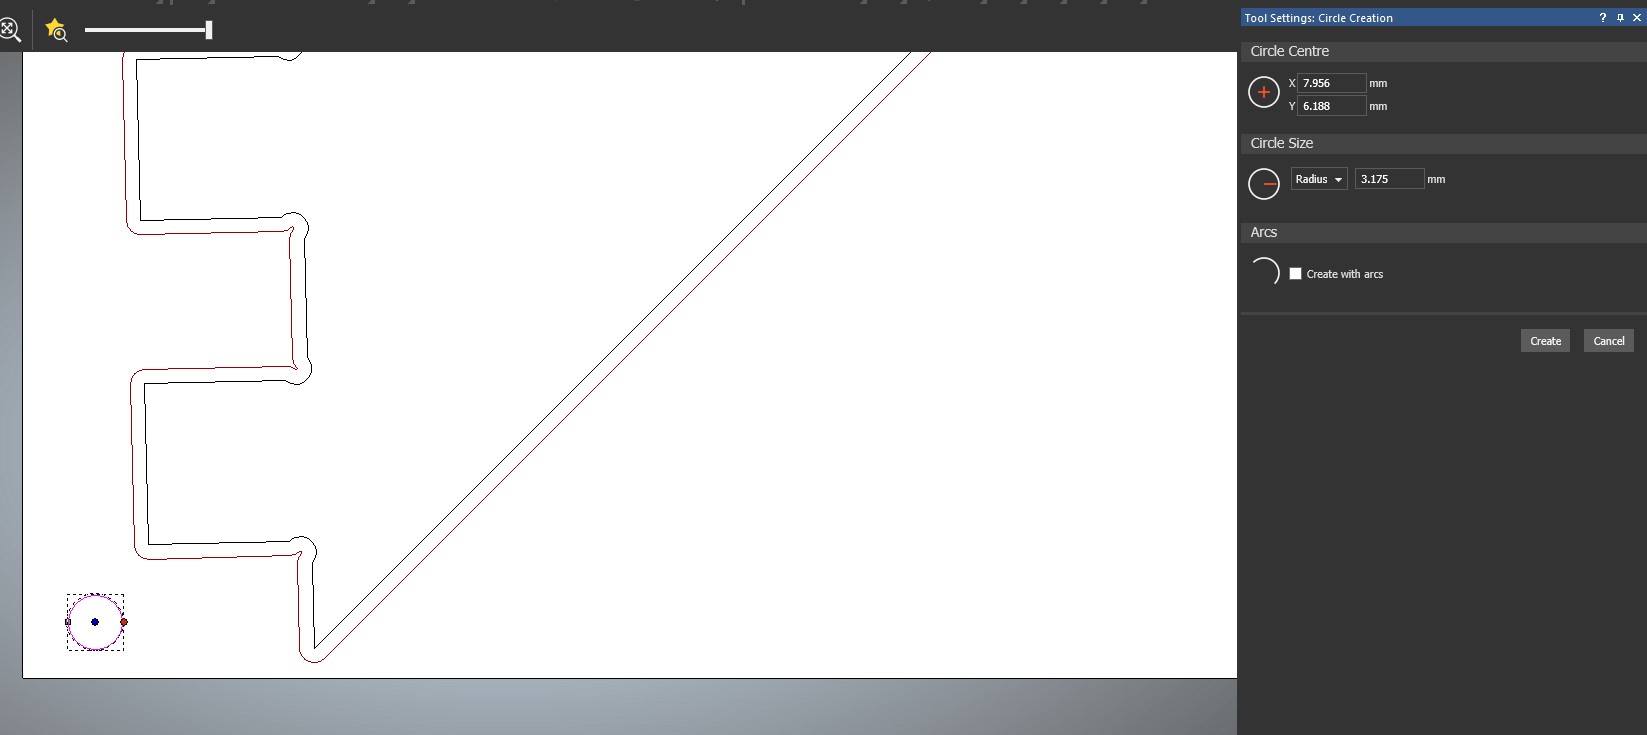 Tool Settings: Circle Creation ?
Circle Centre
X 7.956 mm
Y 6.188 mm
Circle Size
Radius 3.175 mm
Arcs
Create with arcs
Create Cancel